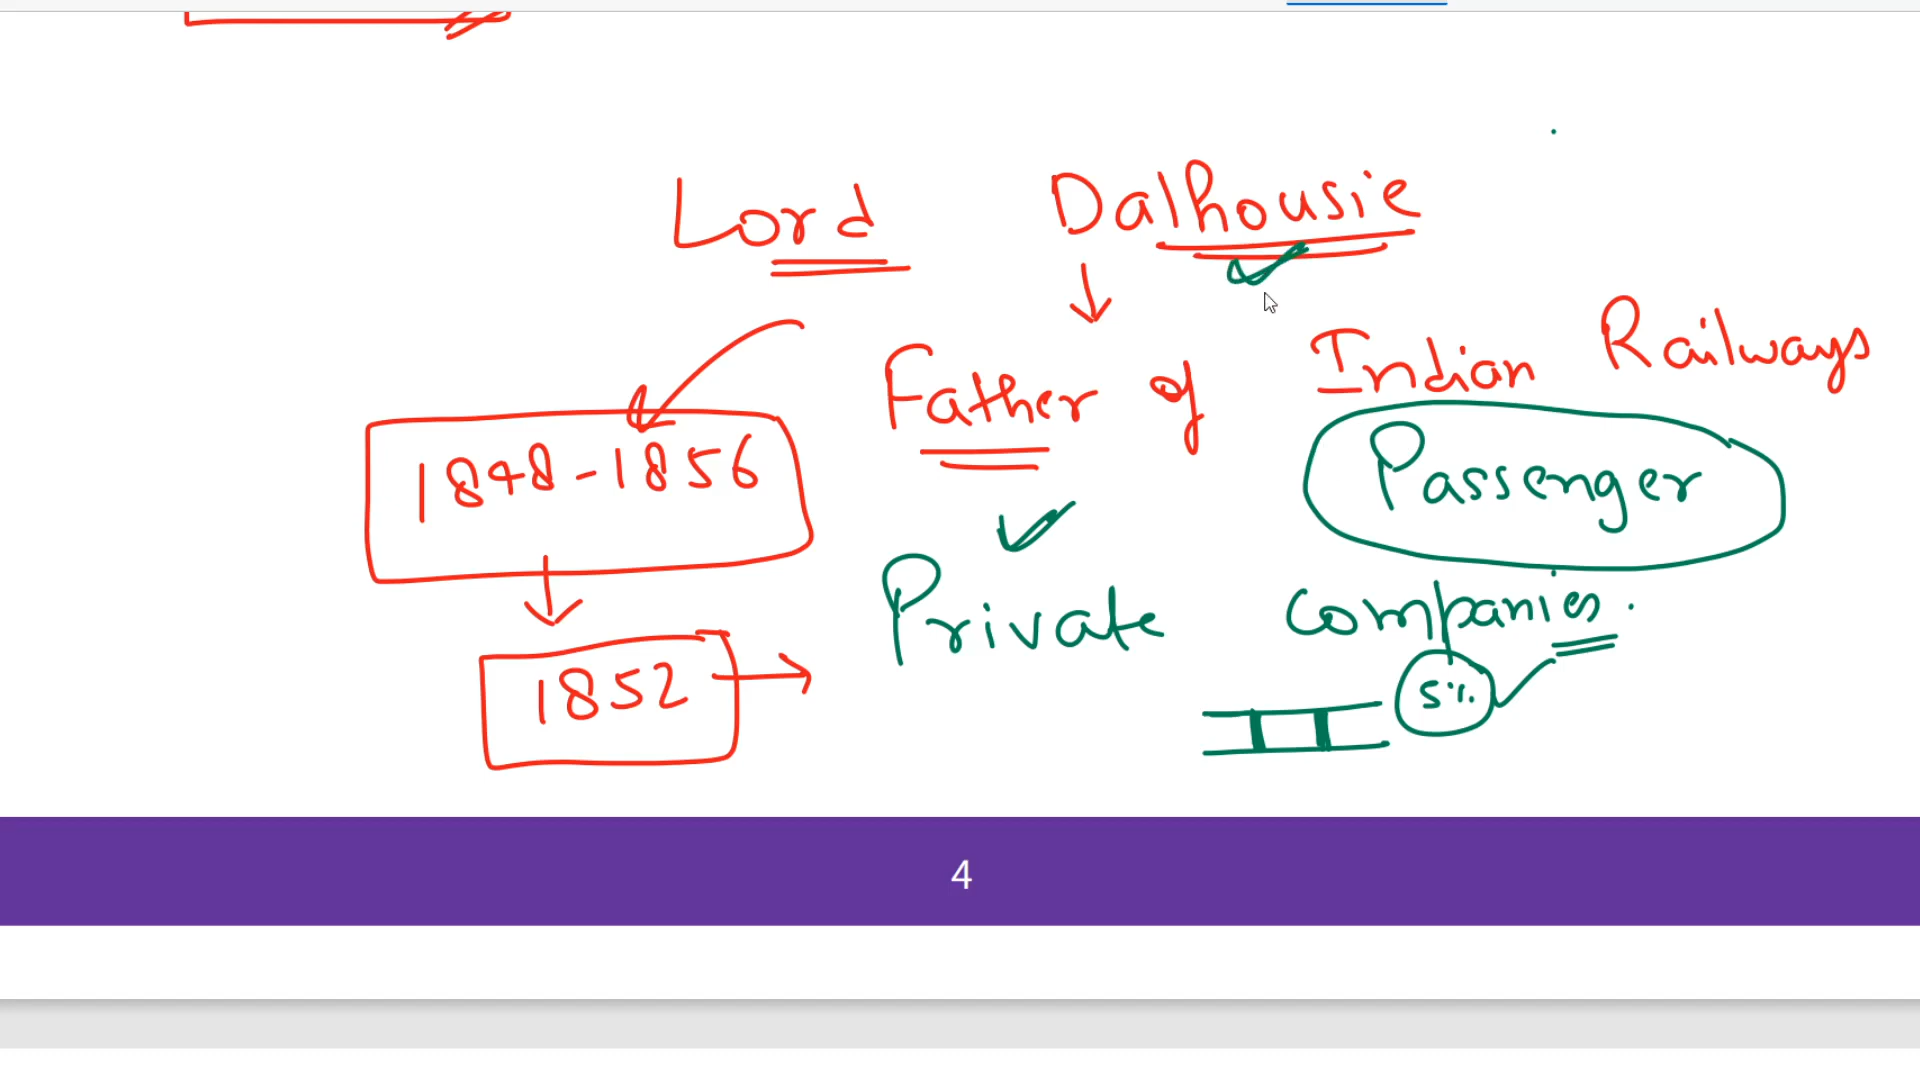 Lord Dalhousie
Father of Indian Railways
1848-1856
Passenger
Private Companies.
1852
5%
4